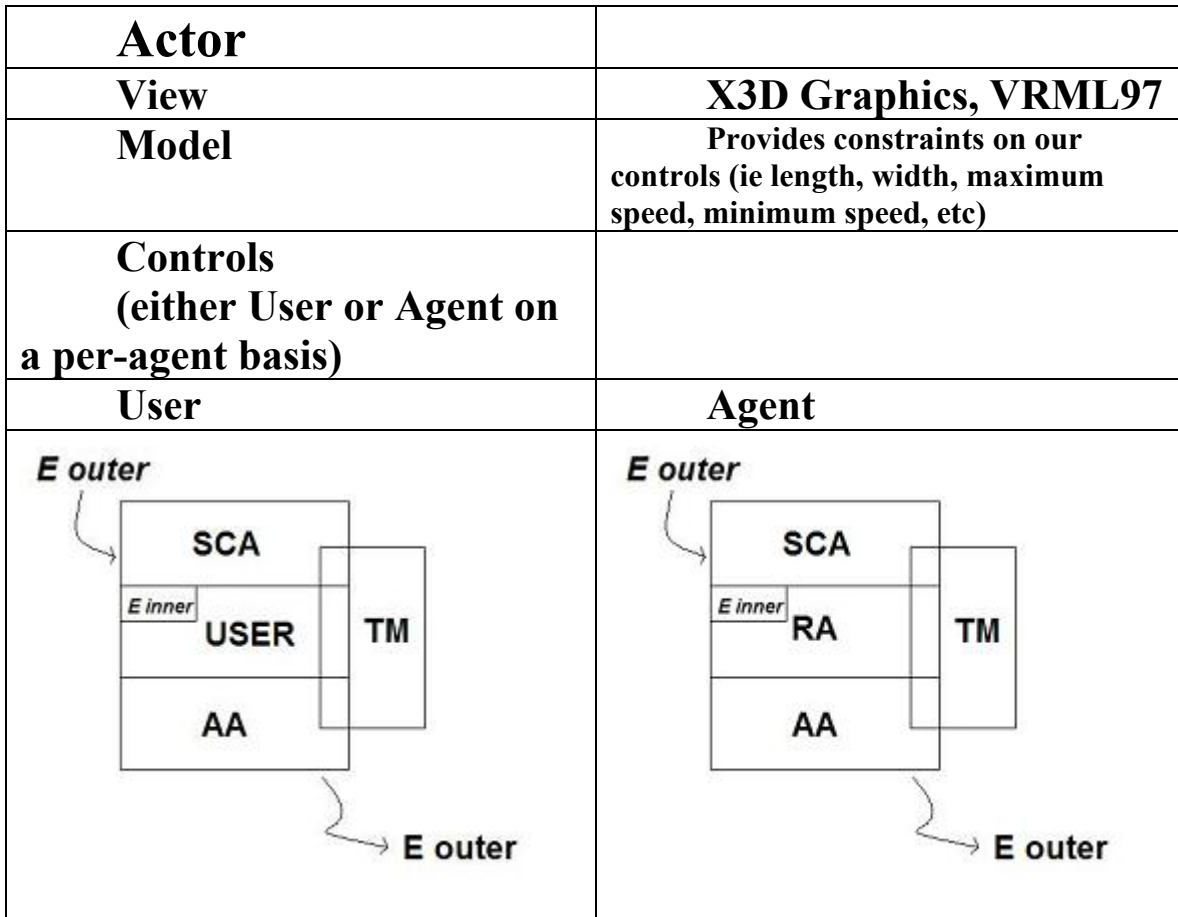 Actor
View
X3D Graphics, VRML97
Model
Provides constraints on our
controls (ie length, width, maximum
speed, minimum speed, etc)
Controls
(either User or Agent on
a per-agent basis)
User
Agent
E outer
SCA
E inner
USER
TM
AA
E outer
E outer
SCA
E inner
RA
TM
AA
E outer